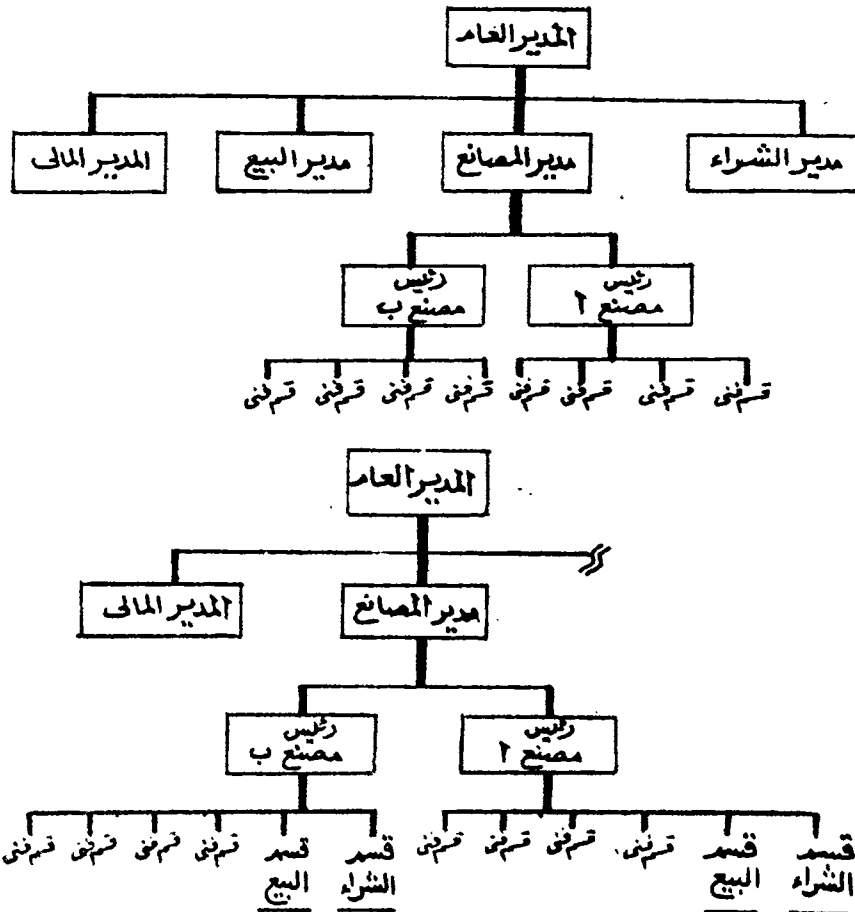 المدير العام
مدير الشراء
مدير المصانع
مدير البيع
المدير المالى
رئيس
مصنع أ
رئيس
مصنع ب
قسم فنى قسم فنى قسم فنى قسم فنى
قسم فنى قسم فنى قسم فنى قسم فنى
المدير العام
مدير المصانع
المدير المالى
رئيس
مصنع أ
رئيس
مصنع ب
قسم
الشراء
قسم
البيع
قسم فنى قسم فنى قسم فنى قسم فنى
قسم
الشراء
قسم
البيع
قسم فنى قسم فنى قسم فنى قسم فنى